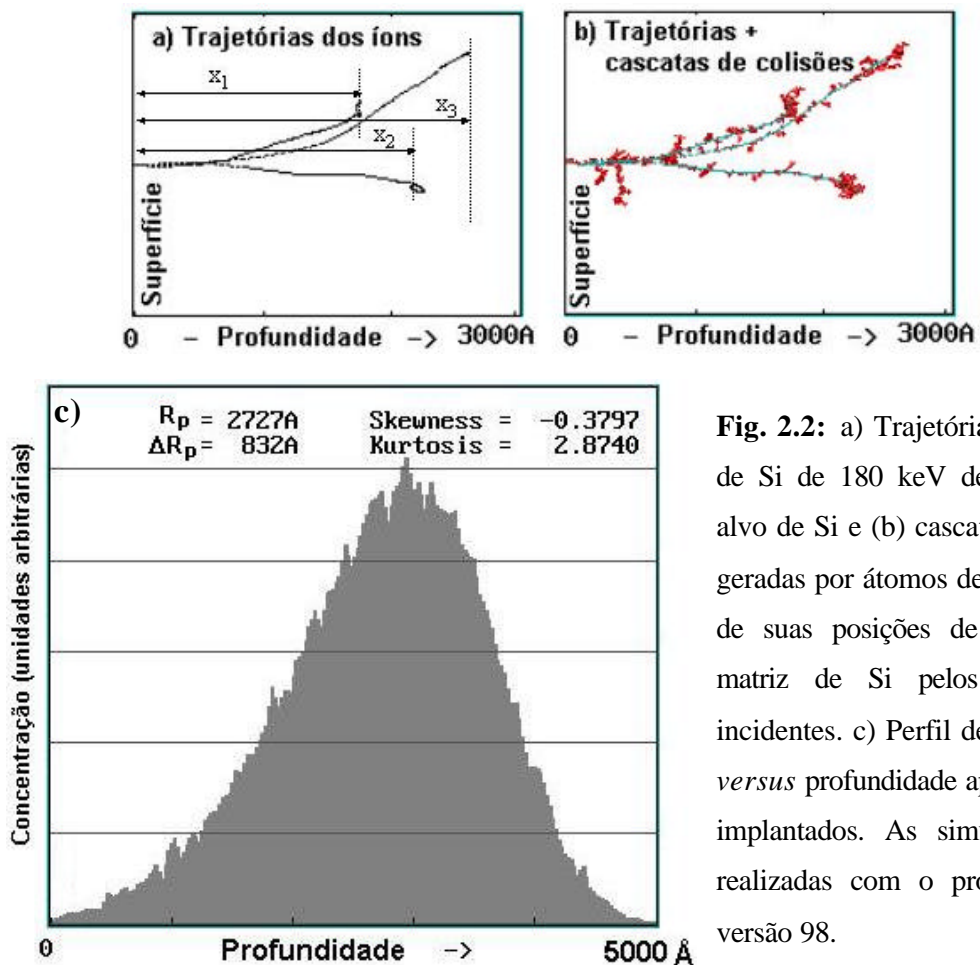 a) Trajetórias dos íons
x1
x3
x2
Superfície
0 - Profundidade -> 3000A
b) Trajetórias +
cascatas de colisões
Superfície
0 - Profundidade -> 3000A
c)
Rp = 2727A Skewness = -0.3797
ΔRp= 832A Kurtosis = 2.8740
Concentração (unidades arbitrárias)
0 Profundidade -> 5000 Å
Fig. 2.2: a) Trajetória
de Si de 180 keV de
alvo de Si e (b) casca
geradas por átomos de
de suas posições de
matriz de Si pelos
incidentes. c) Perfil de
versus profundidade a
implantados. As sim
realizadas com o pro
versão 98.